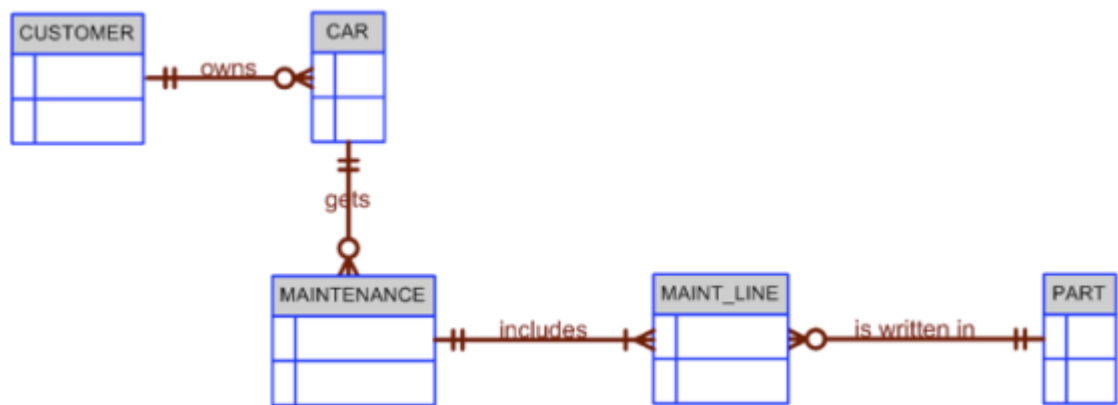 CUSTOMER
owns
CAR
gets
MAINTENANCE
includes
MAINT_LINE
is written in
PART